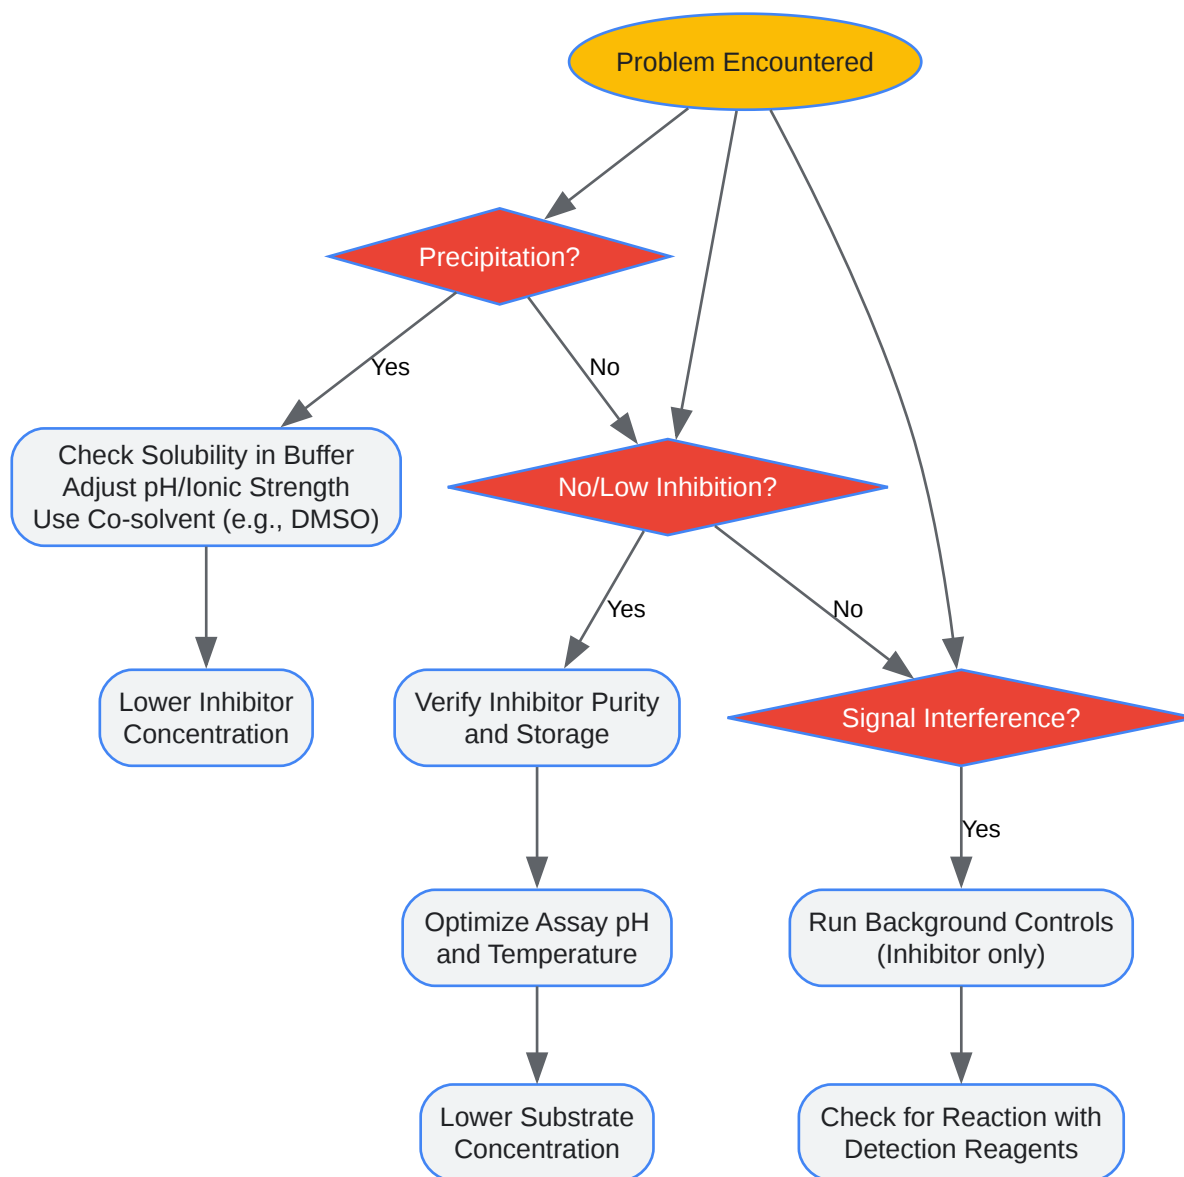 Problem Encountered
Precipitation?
Yes
No
Check Solubility in Buffer
Adjust pH/Ionic Strength
Use Co-solvent (e.g., DMSO)
No/Low Inhibition?
Yes
No
Lower Inhibitor
Concentration
Verify Inhibitor Purity
and Storage
Signal Interference?
Yes
Optimize Assay pH
and Temperature
Run Background Controls
(Inhibitor only)
Lower Substrate
Concentration
Check for Reaction with
Detection Reagents